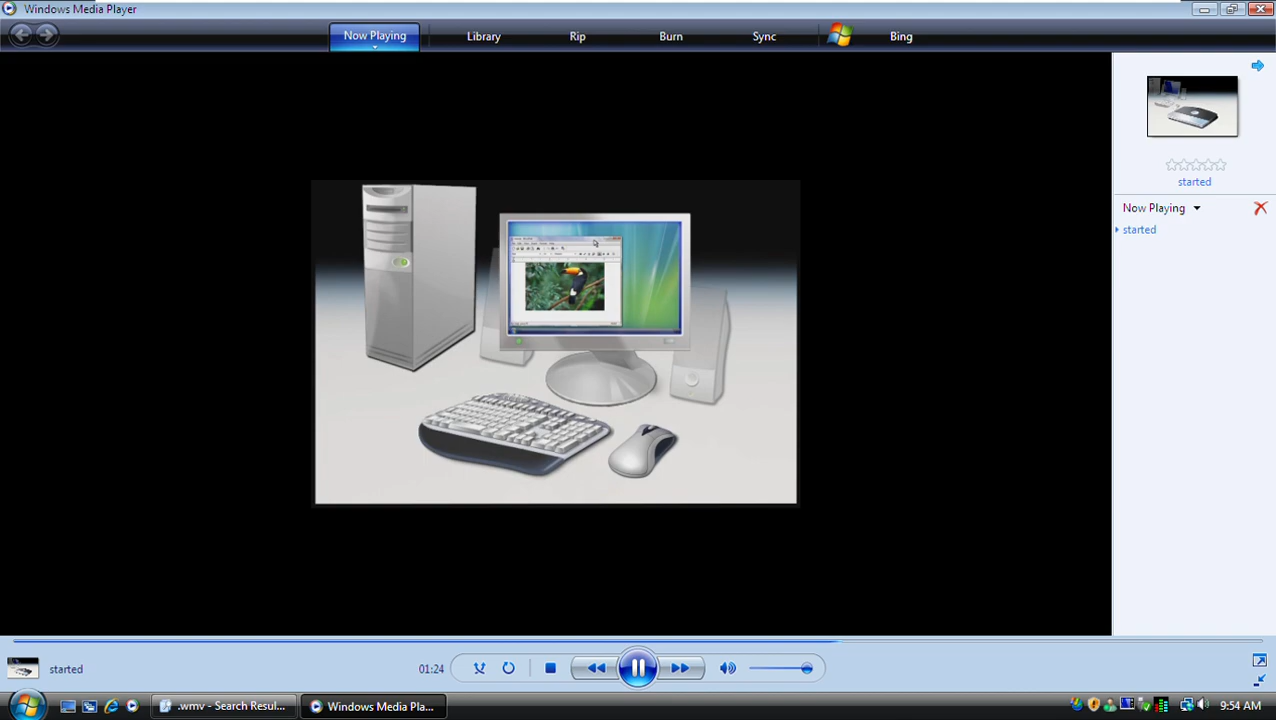 Windows Media Player
Now Playing
Library
Rip
Burn
Sync
Bing
started
Now Playing
started
started
01:24
.wmv - Search Resul...
Windows Media Pla...
9:54 AM